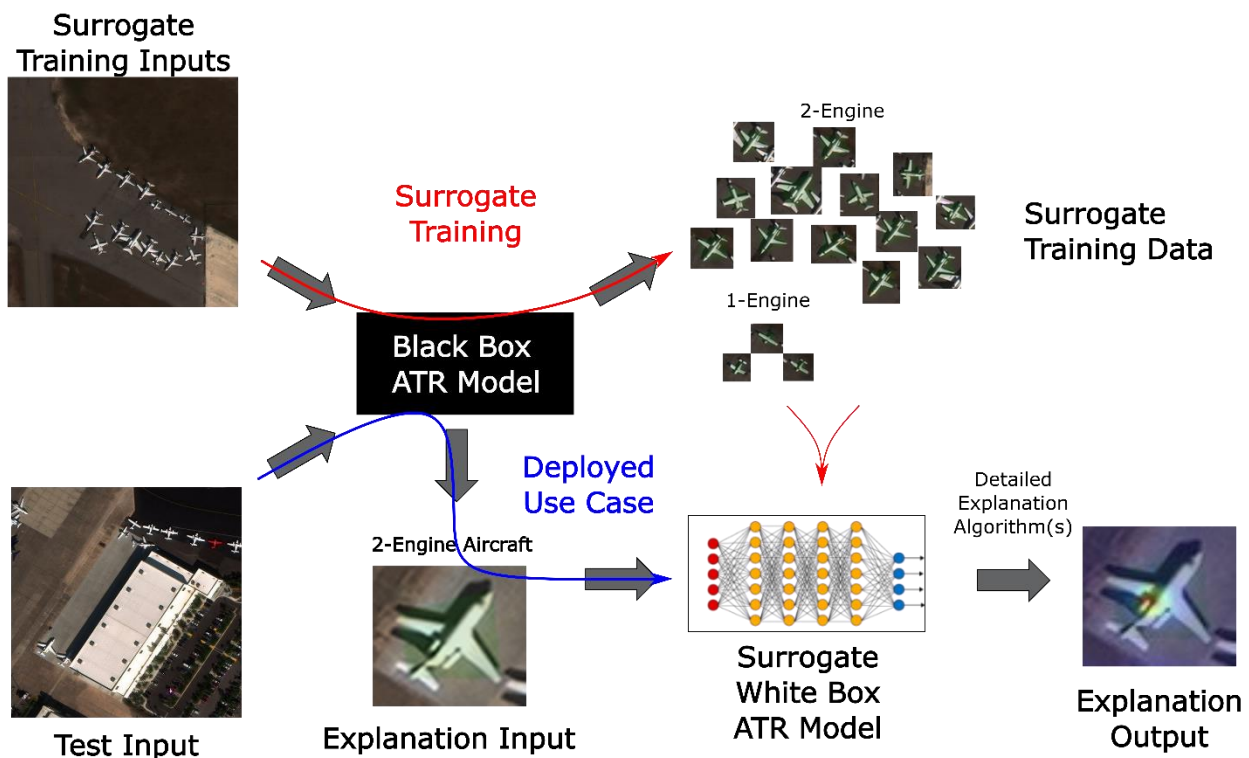 Surrogate
Training Inputs
2-Engine
Surrogate
Training
Surrogate
Training Data
1-Engine
Black Box
ATR Model
Deployed
Use Case
Detailed
Explanation
Algorithm(s)
2-Engine Aircraft
Surrogate
White Box
ATR Model
Explanation
Output
Test Input
Explanation Input